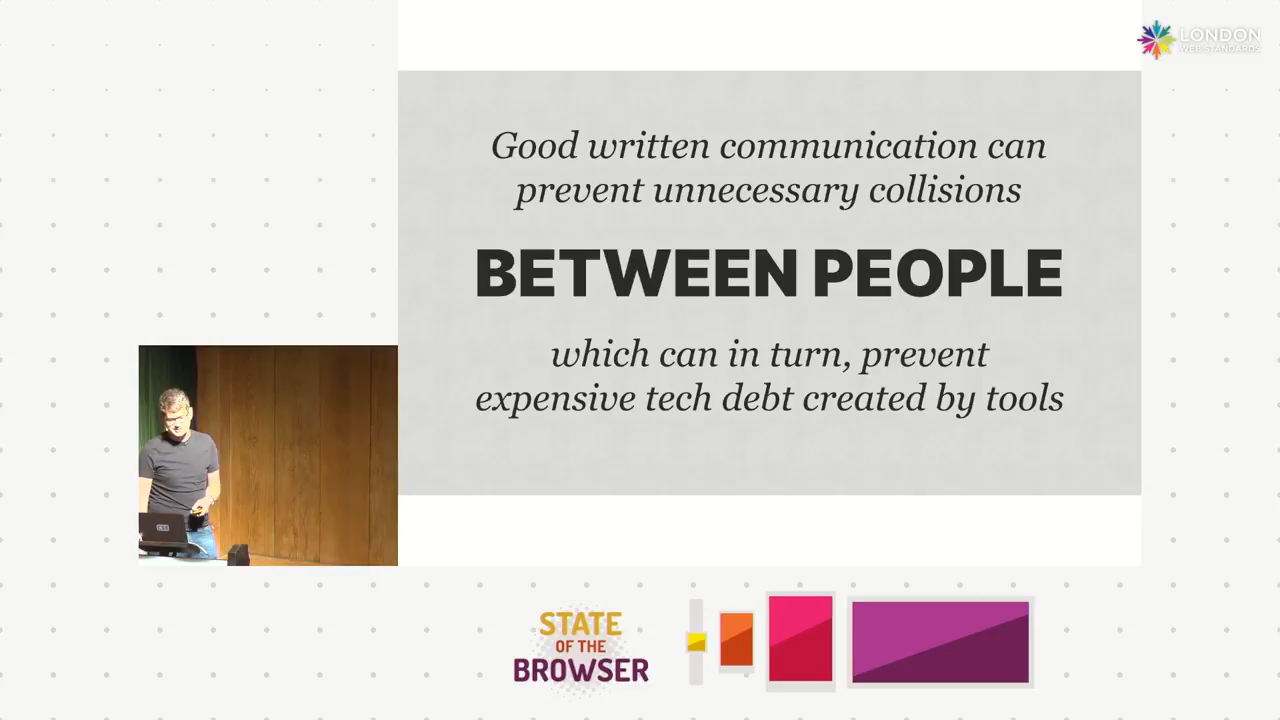 LONDON
WEB STANDARDS
Good written communication can
prevent unnecessary collisions
BETWEEN PEOPLE
which can in turn, prevent
expensive tech debt created by tools
STATE
OF THE
BROWSER